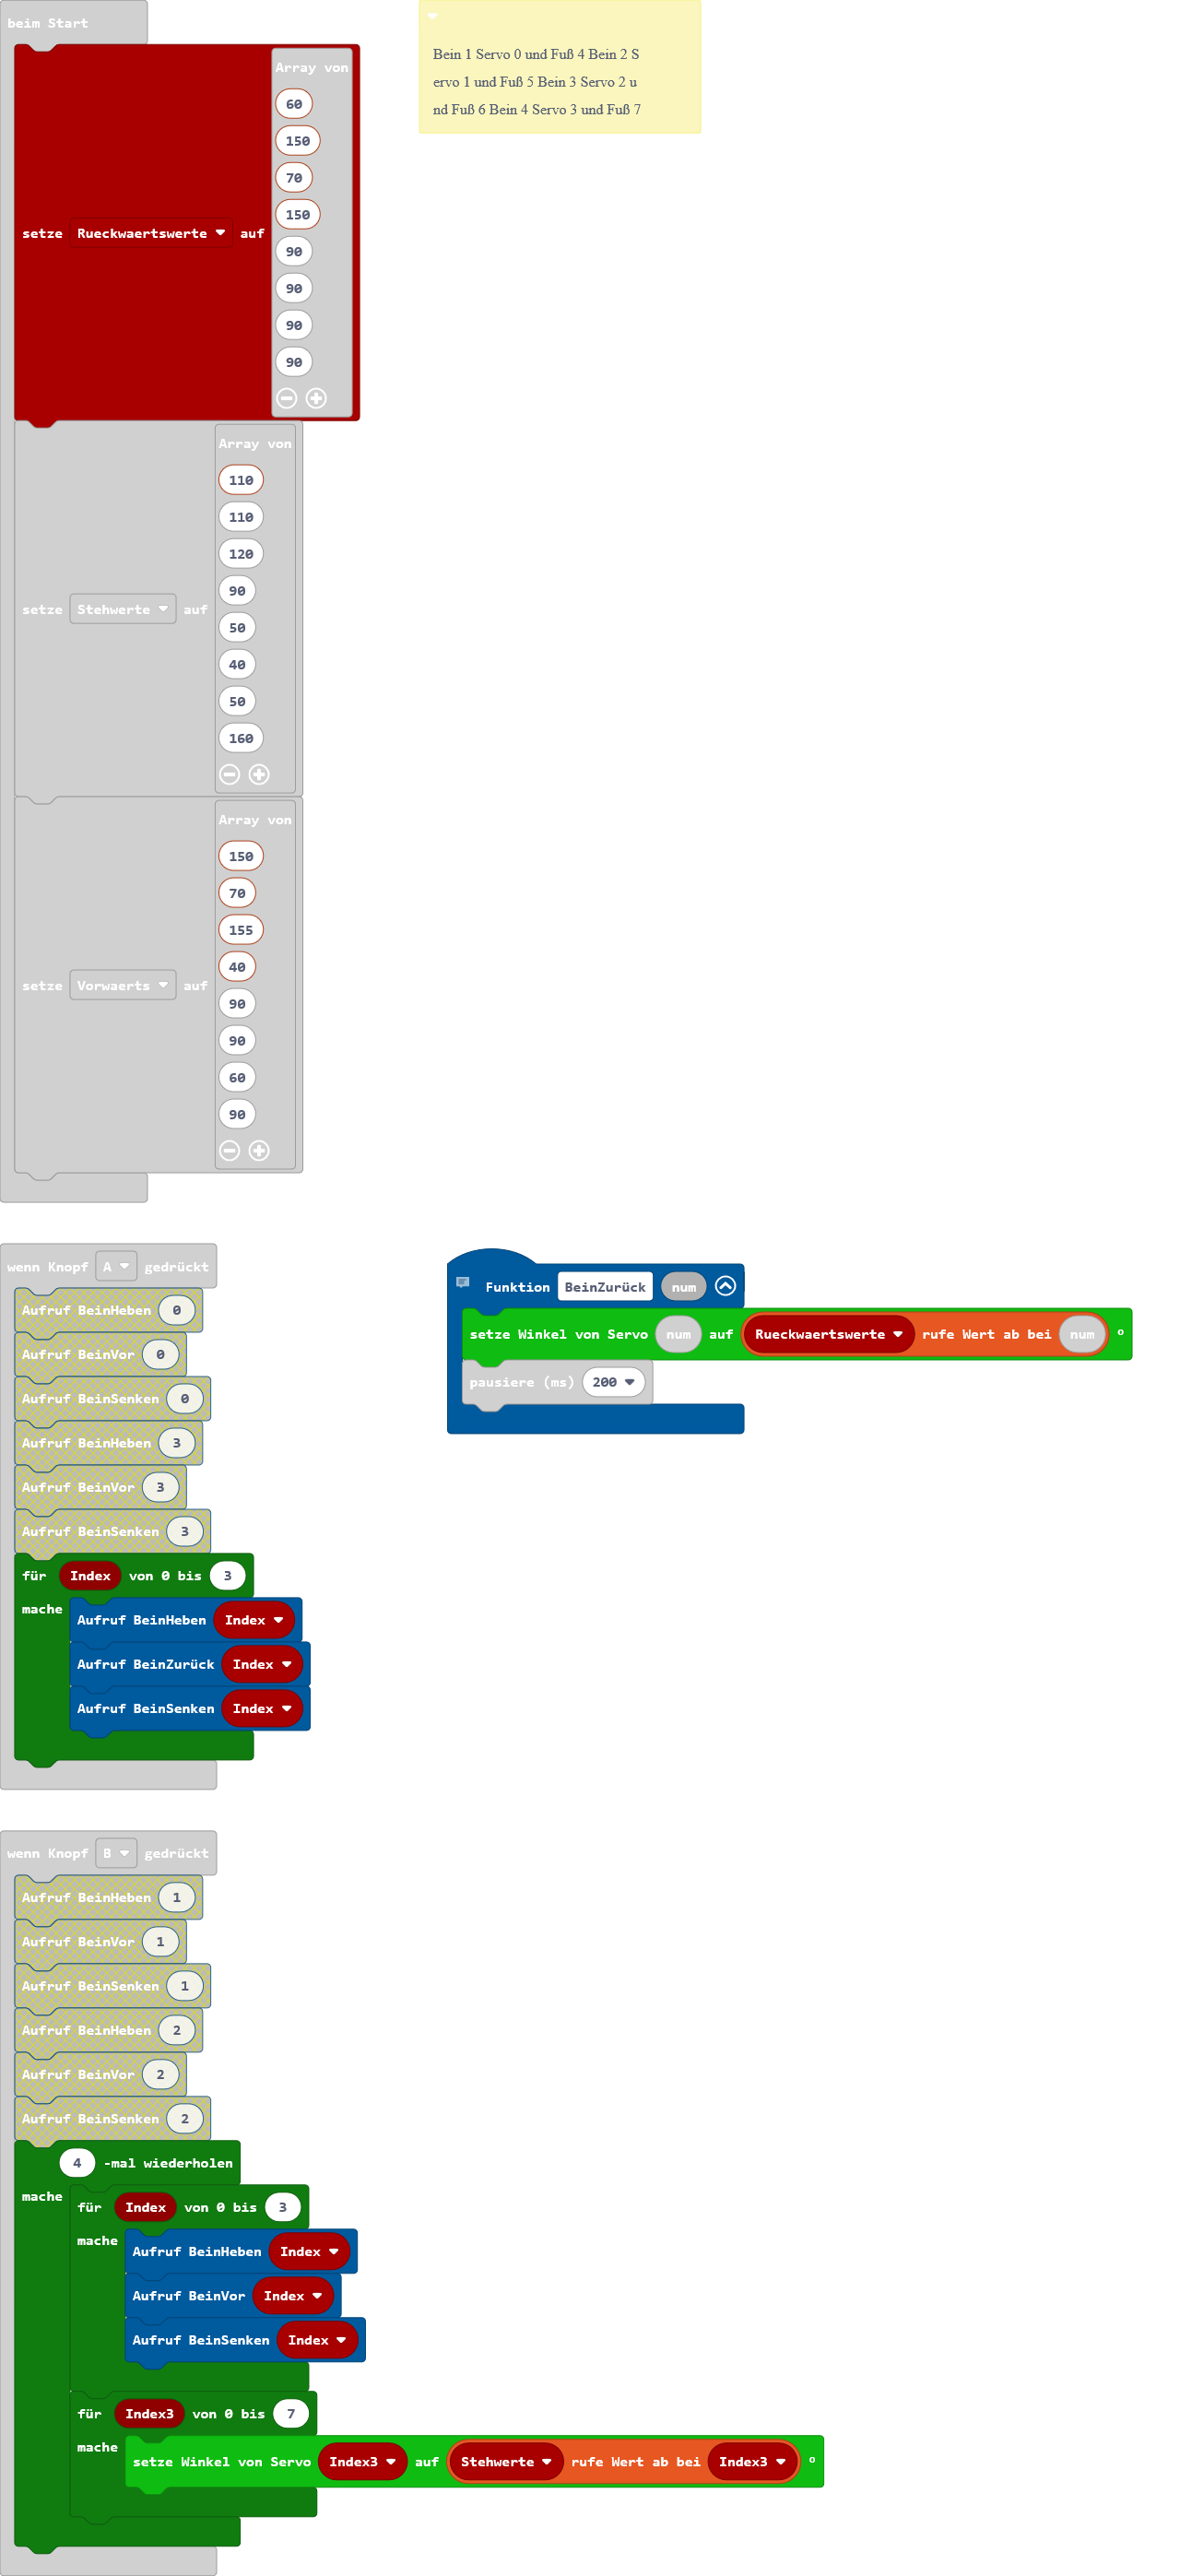 beim Start
Array von
60
150
70
150
setze Rueckwaertswerte auf
90
90
90
90
Array von
110
110
120
90
setze Stehwerte auf
50
40
50
160
Array von
150
70
155
40
setze Vorwaerts auf
90
90
60
90
Bein 1 Servo 0 und Fuß 4 Bein 2 S
ervo 1 und Fuß 5 Bein 3 Servo 2 u
nd Fuß 6 Bein 4 Servo 3 und Fuß 7
wenn Knopf A gedrückt
Aufruf BeinHeben 0
Aufruf BeinVor 0
Aufruf BeinSenken 0
Aufruf BeinHeben 3
Aufruf BeinVor 3
Aufruf BeinSenken 3
für Index von 0 bis 3
mache Aufruf BeinHeben Index
Aufruf BeinZurück Index
Aufruf BeinSenken Index
Funktion BeinZurück num
setze Winkel von Servo num auf Rueckwaertswerte rufe Wert ab bei num °
pausiere (ms) 200
wenn Knopf B gedrückt
Aufruf BeinHeben 1
Aufruf BeinVor 1
Aufruf BeinSenken 1
Aufruf BeinHeben 2
Aufruf BeinVor 2
Aufruf BeinSenken 2
4 -mal wiederholen
mache für Index von 0 bis 3
mache Aufruf BeinHeben Index
Aufruf BeinVor Index
Aufruf BeinSenken Index
für Index3 von 0 bis 7
mache setze Winkel von Servo Index3 auf Stehwerte rufe Wert ab bei Index3 °